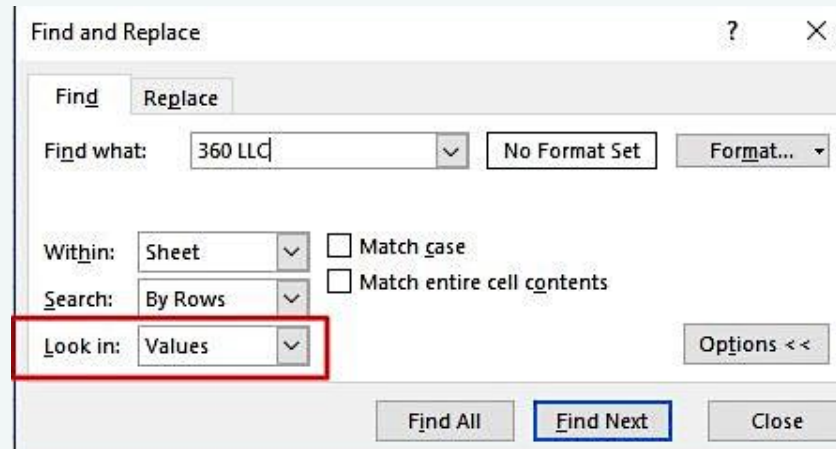 Find and Replace ?
Find Replace
Find what: 360 LLC No Format Set Format...
Within: Sheet Match case
Match entire cell contents
Search: By Rows
Look in: Values Options <<
Find All Find Next Close